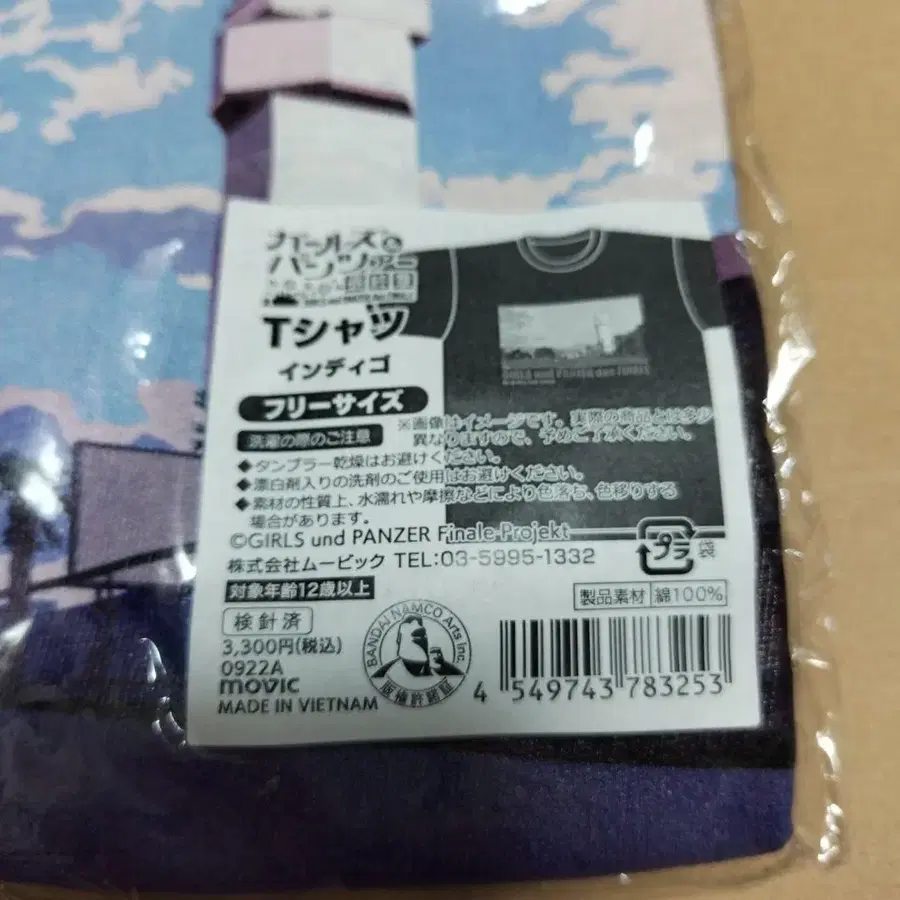 ガールズ&
パンツァー
最終章
Tシャツ
インディゴ
フリーサイズ
※画像はイメージです。実際の商品とは多少
異なりますので、予めご了承ください。
洗濯の際のご注意
◆タンブラー乾燥はお避けください。
◆漂白剤入りの洗剤のご使用はお避けください。
◆素材の性質上、水濡れや摩擦などにより色落ち、色移りする
場合があります。
©GIRLS und PANZER Finale Projekt
株式会社ムービック TEL:03-5995-1332
プラ 袋
対象年齢12歳以上
製品素材 綿100%
検針済
3,300円(税込)
0922A
movic
MADE IN VIETNAM
BANDAI NAMCO Arts Inc.
版権許諾証
4 549743 783253
GIRLS und PANZER das FINALE